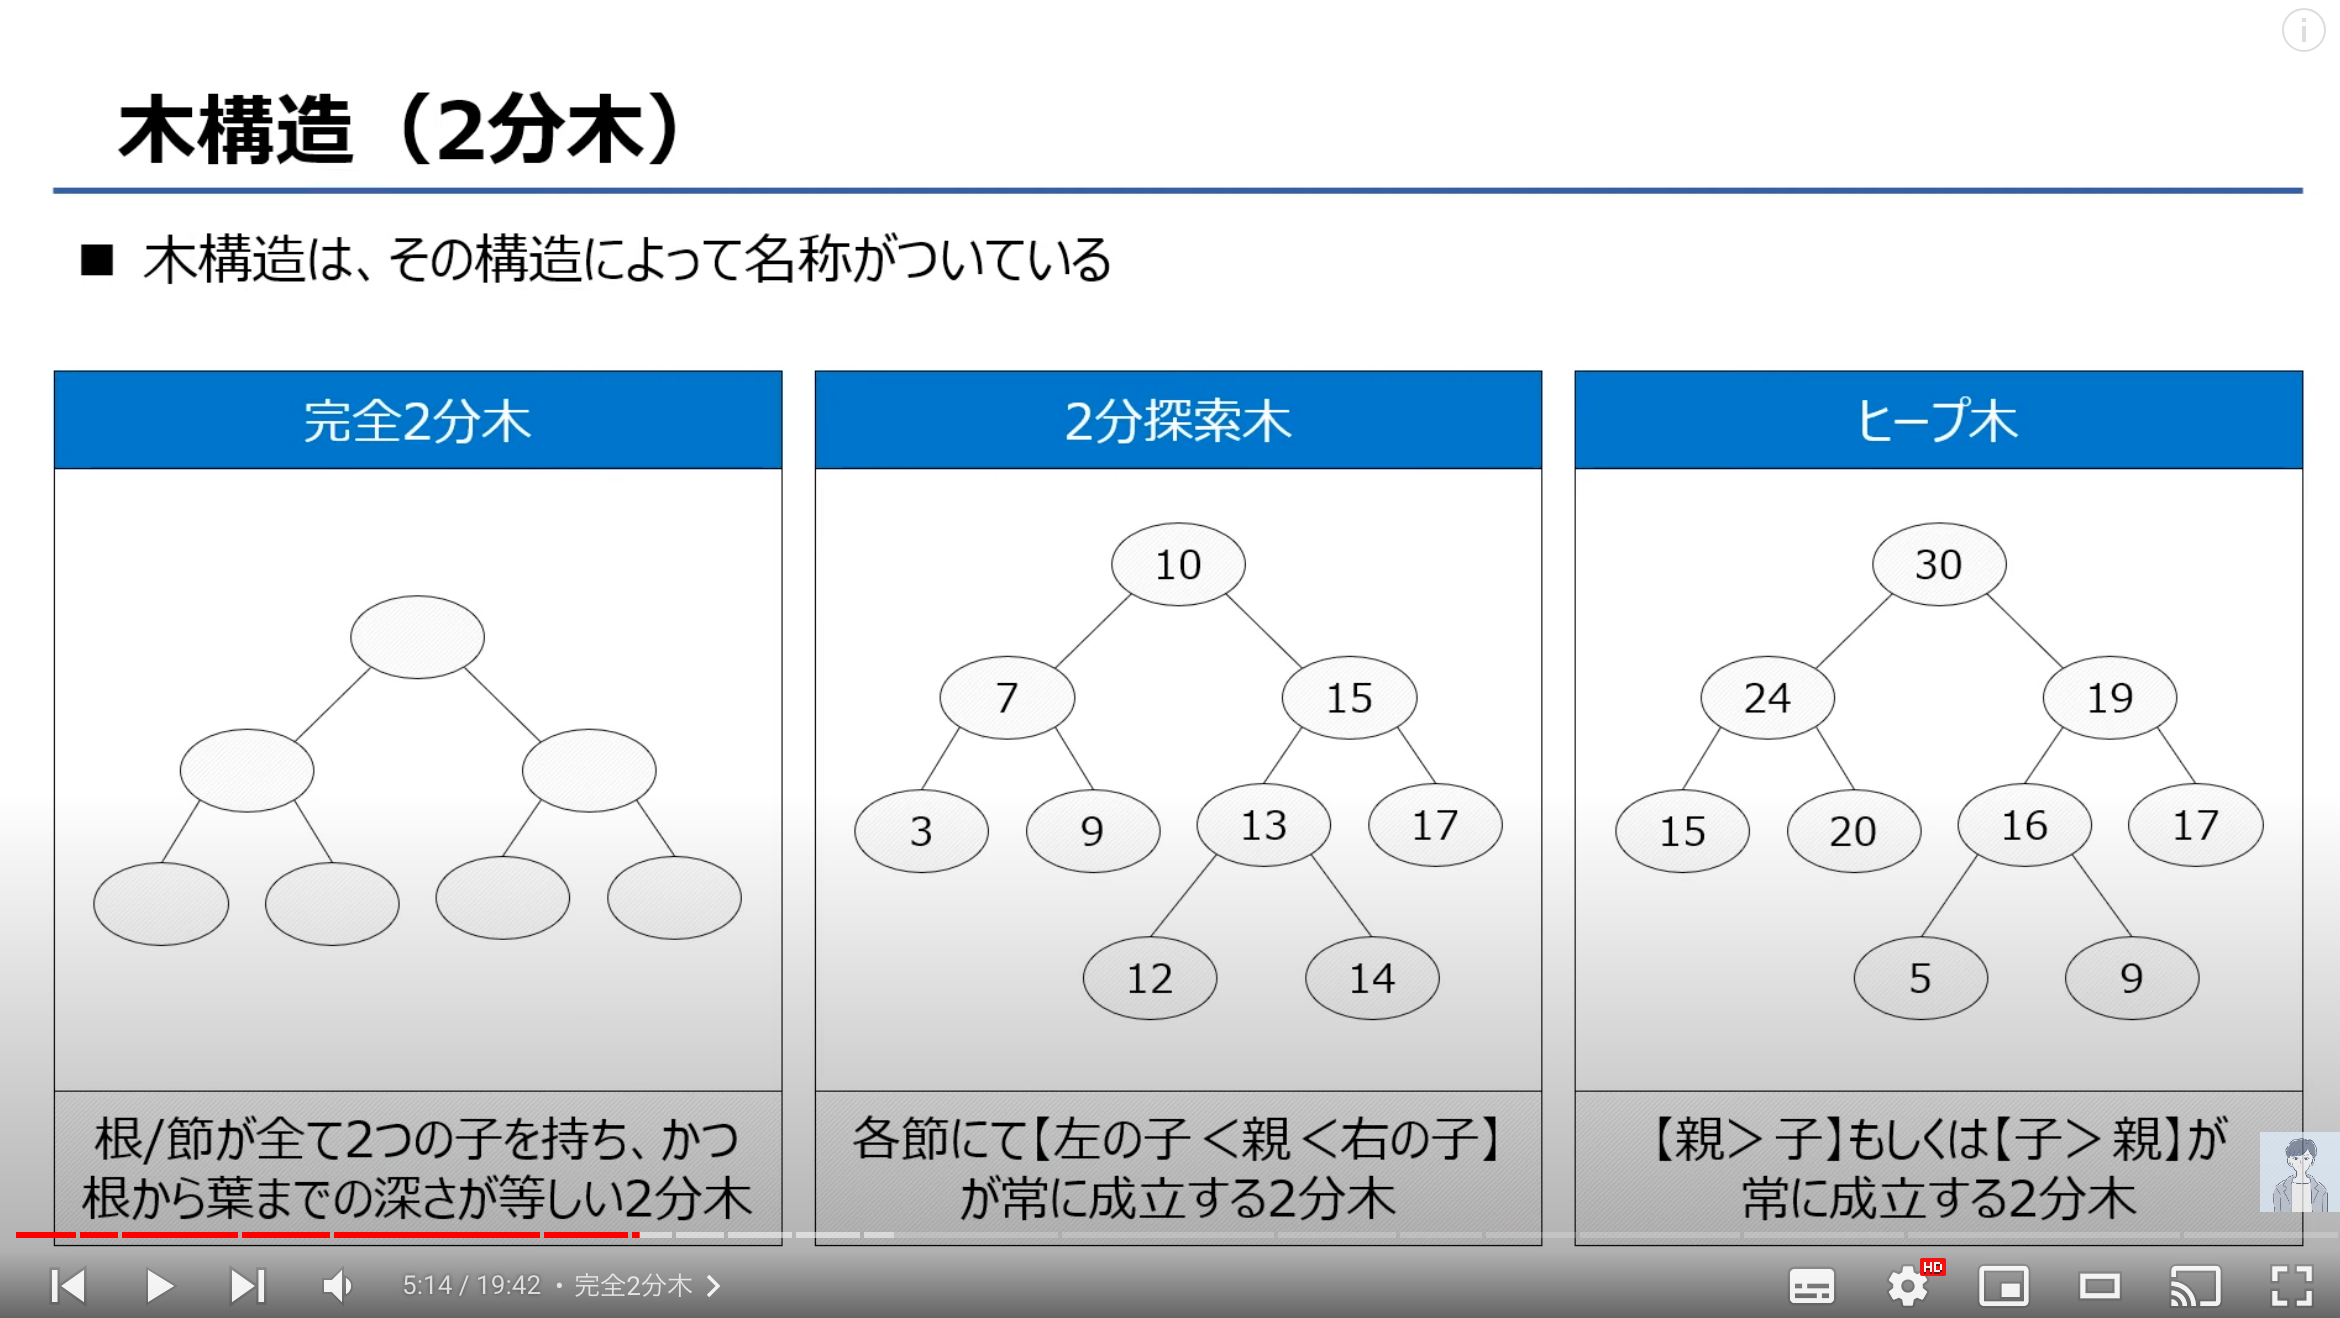 木構造（2分木）
■ 木構造は、その構造によって名称がついている
完全2分木
根/節が全て2つの子を持ち、かつ
根から葉までの深さが等しい2分木
2分探索木
10
7 15
3 9 13 17
12 14
各節にて【左の子＜親＜右の子】
が常に成立する2分木
ヒープ木
30
24 19
15 20 16 17
5 9
【親＞子】もしくは【子＞親】が
常に成立する2分木
5:14 / 19:42 • 完全2分木
HD